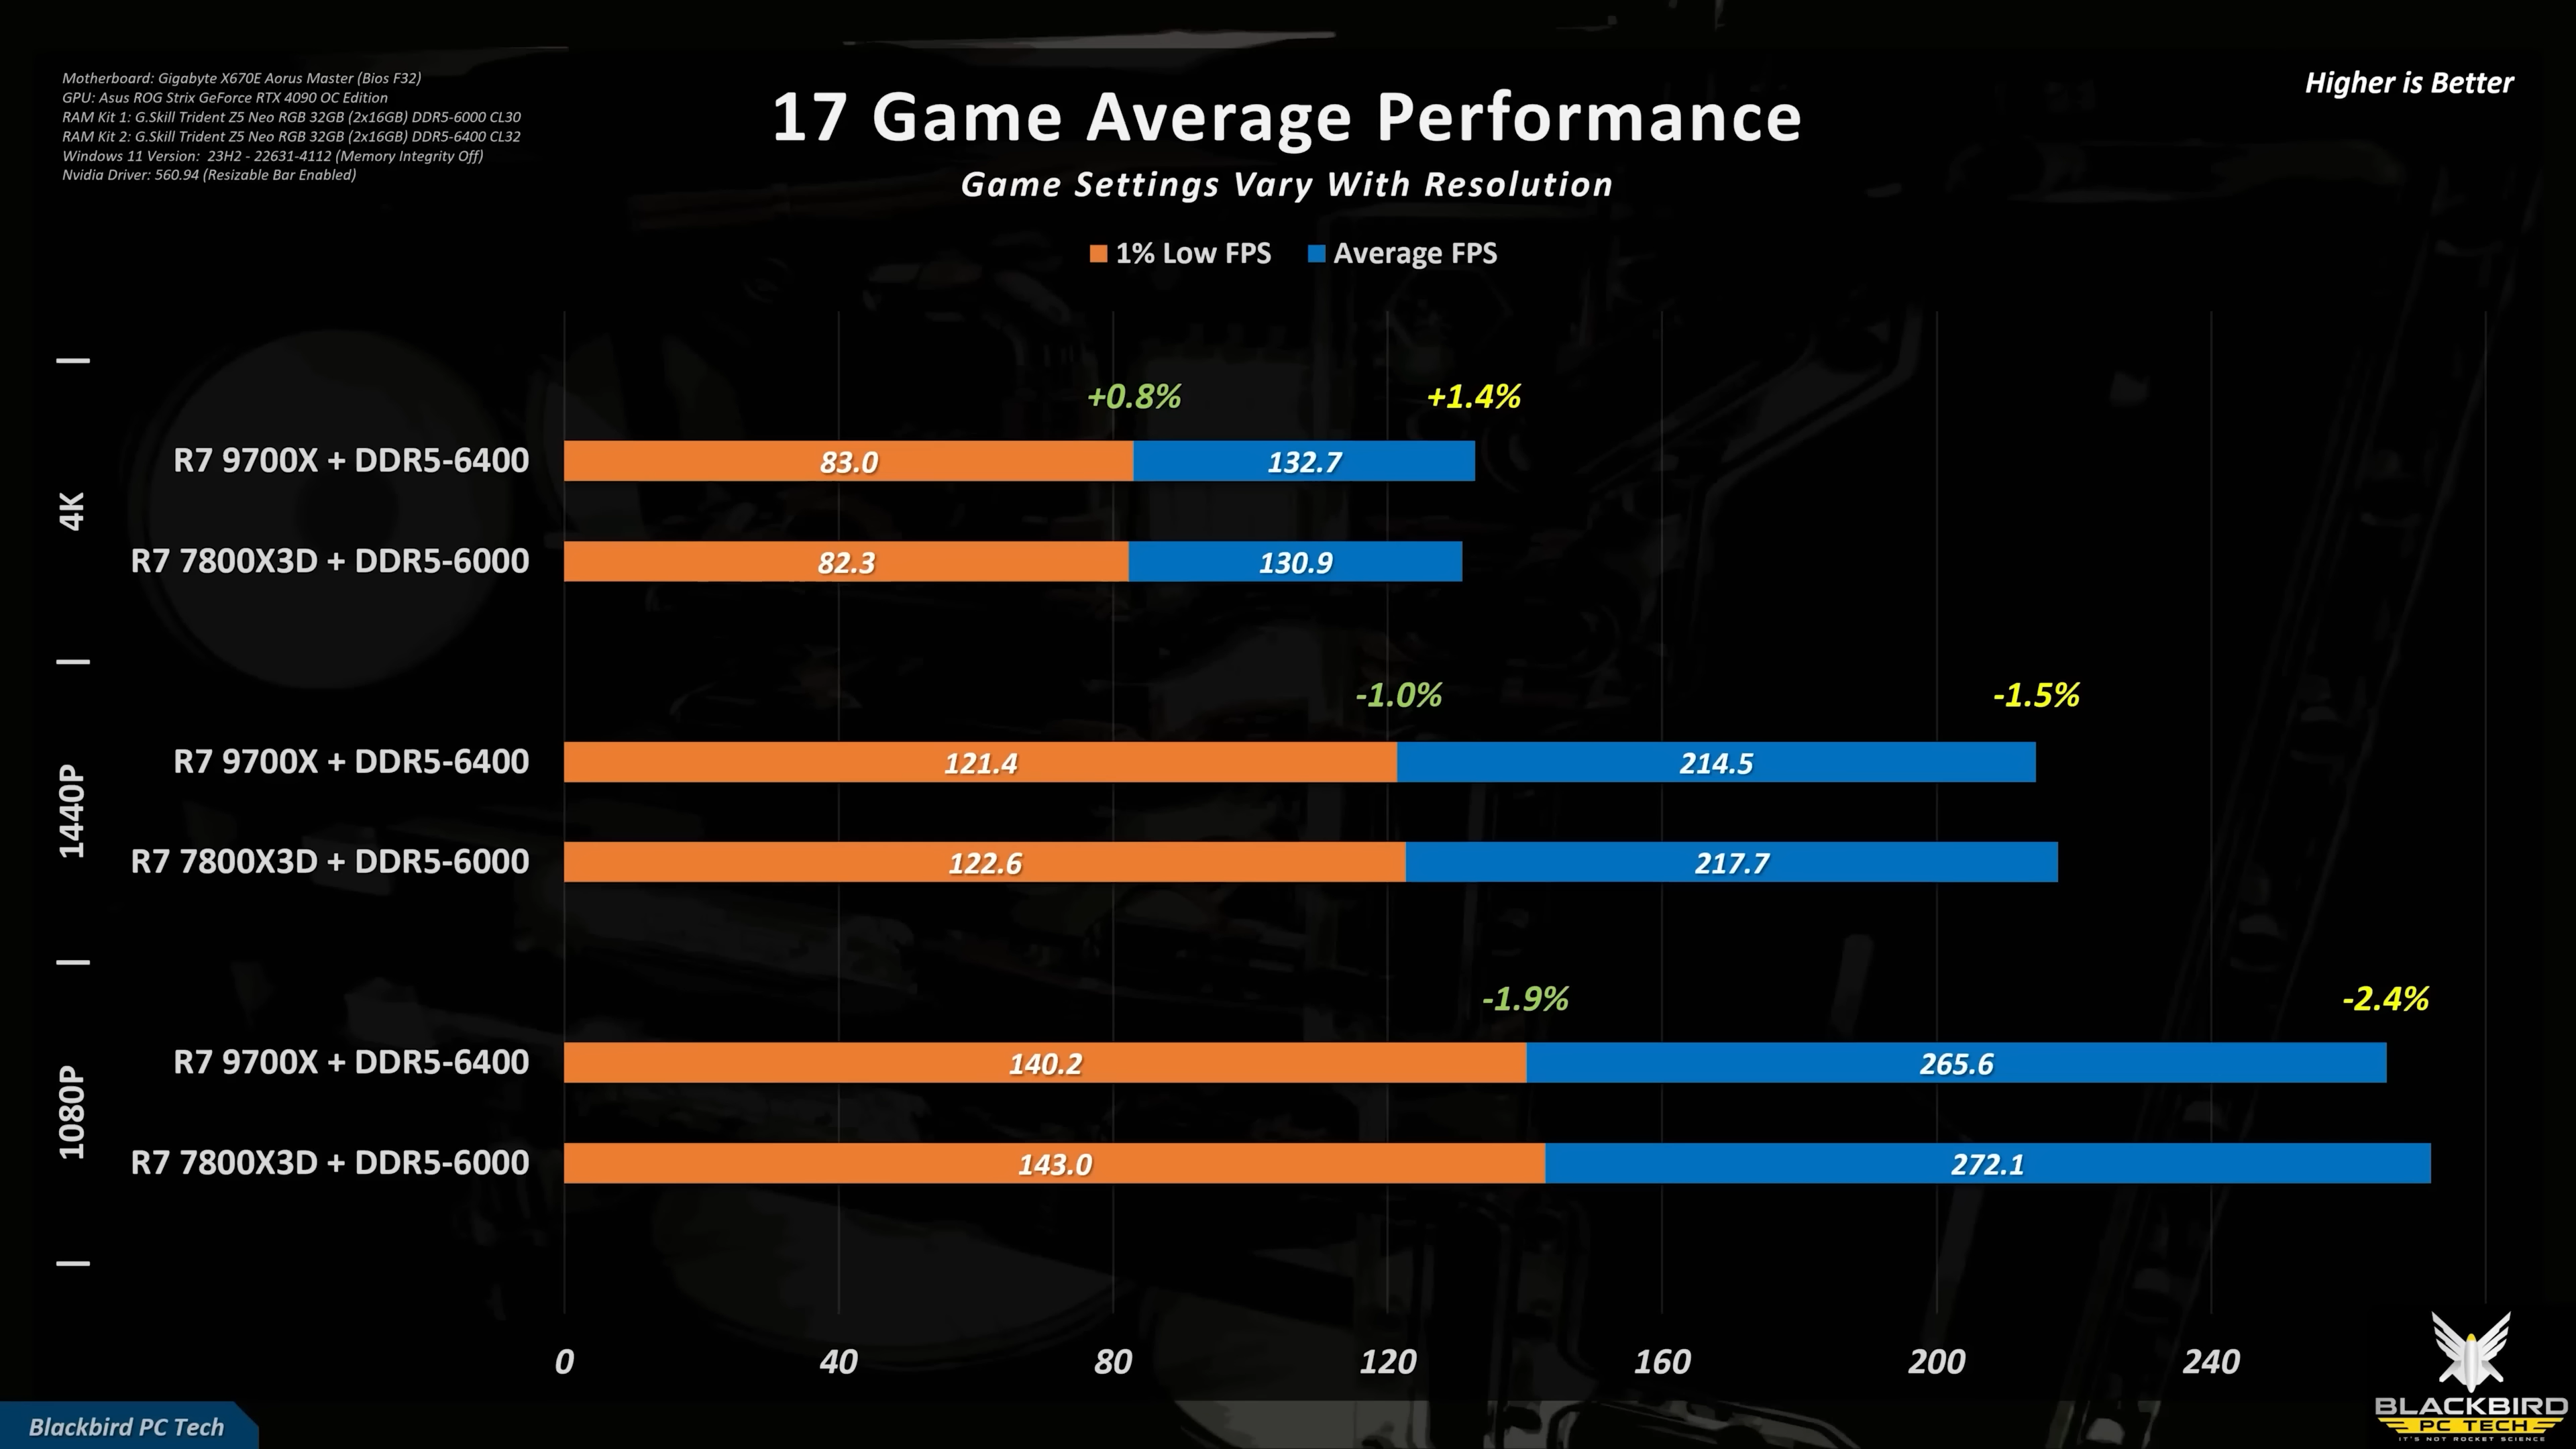 Motherboard: Gigabyte X670E Aorus Master (Bios F32)
GPU: Asus ROG Strix GeForce RTX 4090 OC Edition
RAM Kit 1: G.Skill Trident Z5 Neo RGB 32GB (2x16GB) DDR5-6000 CL30
RAM Kit 2: G.Skill Trident Z5 Neo RGB 32GB (2x16GB) DDR5-6400 CL32
Windows 11 Version: 23H2 - 22631-4112 (Memory Integrity Off)
Nvidia Driver: 560.94 (Resizable Bar Enabled)
17 Game Average Performance
Game Settings Vary With Resolution
Higher is Better
1% Low FPS
Average FPS
4K
+0.8%
+1.4%
R7 9700X + DDR5-6400
83.0
132.7
R7 7800X3D + DDR5-6000
82.3
130.9
1440P
-1.0%
-1.5%
R7 9700X + DDR5-6400
121.4
214.5
R7 7800X3D + DDR5-6000
122.6
217.7
1080P
-1.9%
-2.4%
R7 9700X + DDR5-6400
140.2
265.6
R7 7800X3D + DDR5-6000
143.0
272.1
0
40
80
120
160
200
240
Blackbird PC Tech
BLACKBIRD
PC TECH
IT'S NOT ROCKET SCIENCE